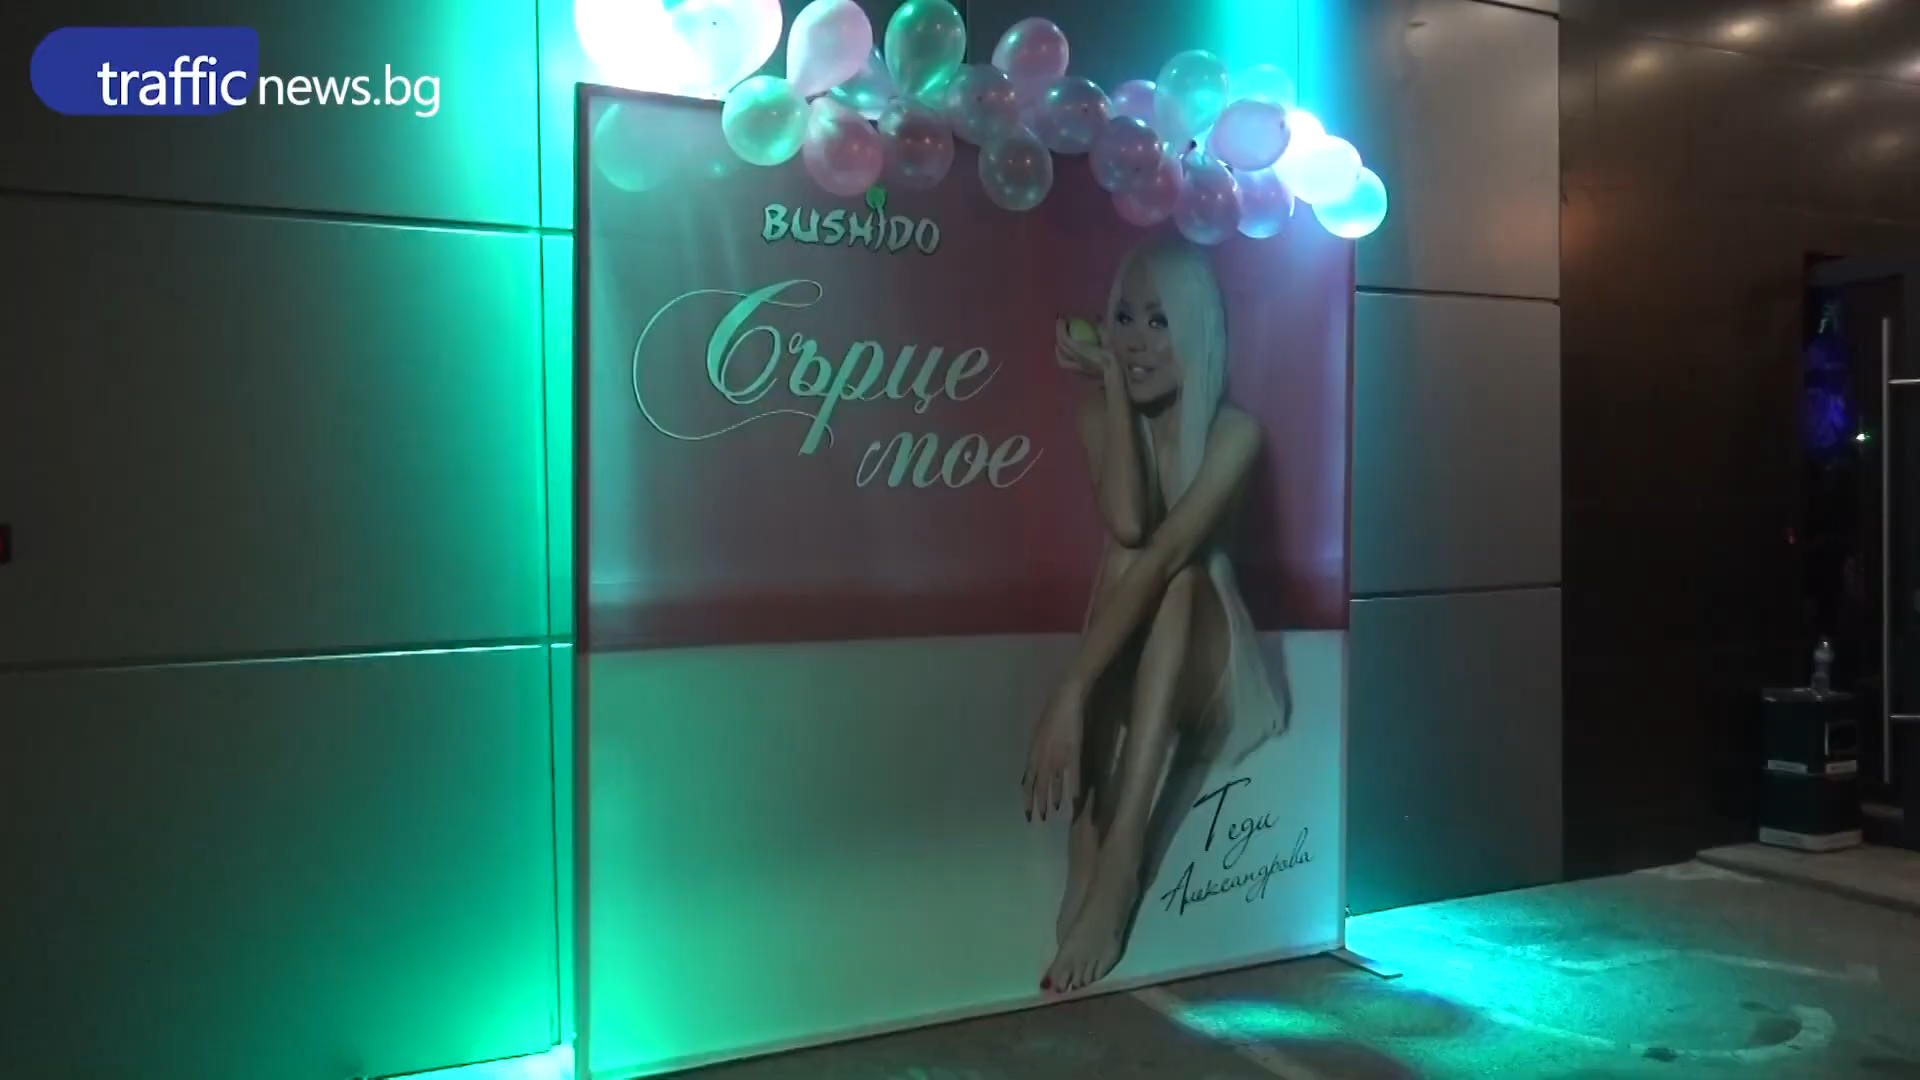 trafficnews.bg
BUSHIDO
Сърце
мое
Теди
Александрова